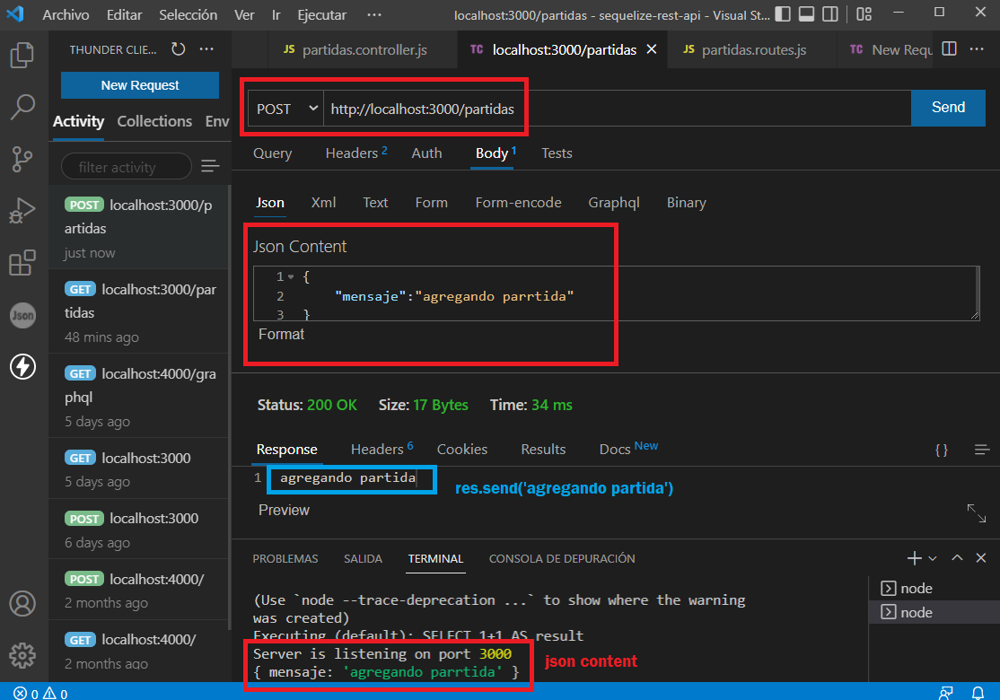 Archivo Editar Selección Ver Ir Ejecutar ··· localhost:3000/partidas - sequelize-rest-api - Visual St...
THUNDER CLIE... ···
JS partidas.controller.js TC localhost:3000/partidas JS partidas.routes.js TC New Requ ···
New Request
Activity Collections Env
filter activity
POST localhost:3000/p
artidas
just now
GET localhost:3000/par
tidas
48 mins ago
GET localhost:4000/gra
phql
5 days ago
GET localhost:3000
5 days ago
POST localhost:3000
6 days ago
POST localhost:4000/
2 months ago
GET localhost:4000/
2 months ago
Json
POST http://localhost:3000/partidas Send
Query Headers 2 Auth Body 1 Tests
Json Xml Text Form Form-encode Graphql Binary
Json Content
1 {
2 "mensaje":"agregando parrtida"
3 }
Format
Status: 200 OK Size: 17 Bytes Time: 34 ms
Response Headers 6 Cookies Results Docs New { }
1 agregando partida
res.send('agregando partida')
Preview
PROBLEMAS SALIDA TERMINAL CONSOLA DE DEPURACIÓN
(Use `node --trace-deprecation ...` to show where the warning
was created)
Executing (default): SELECT 1+1 AS result
Server is listening on port 3000
{ mensaje: 'agregando parrtida' }
json content
node
node
0 0